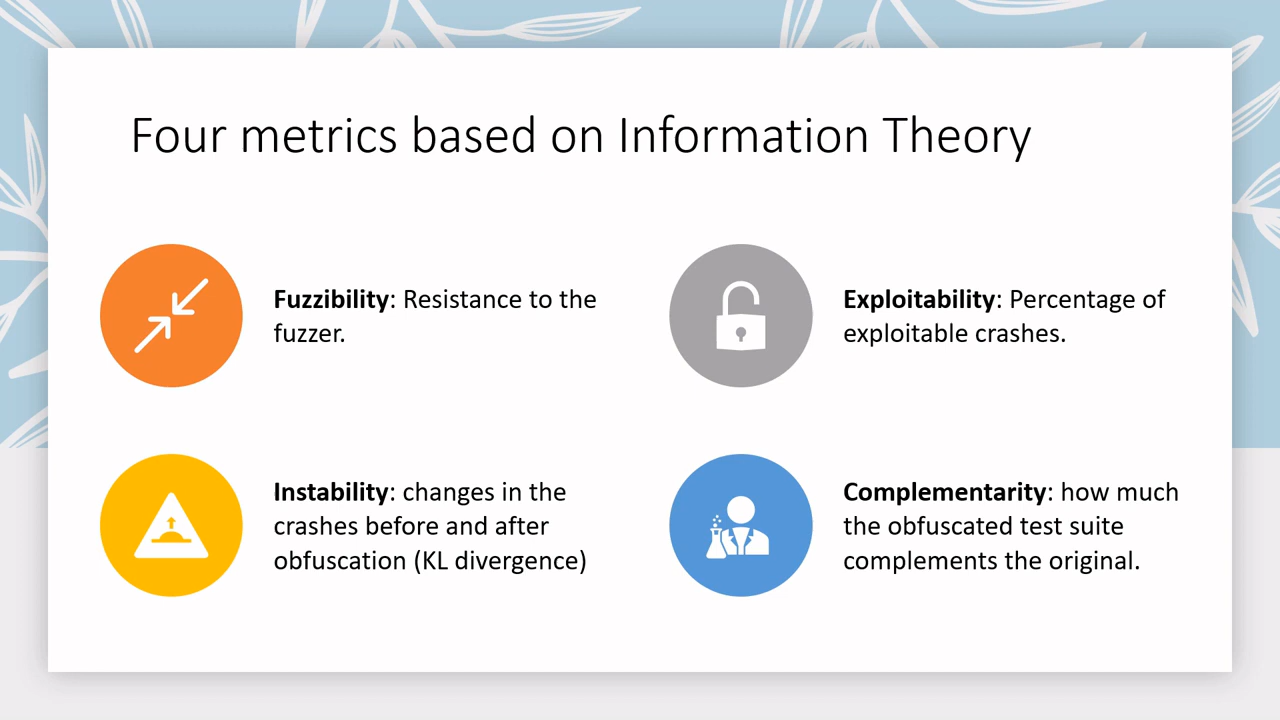 Four metrics based on Information Theory
Fuzzibility: Resistance to the
fuzzer.
Exploitability: Percentage of
exploitable crashes.
Instability: changes in the
crashes before and after
obfuscation (KL divergence)
Complementarity: how much
the obfuscated test suite
complements the original.